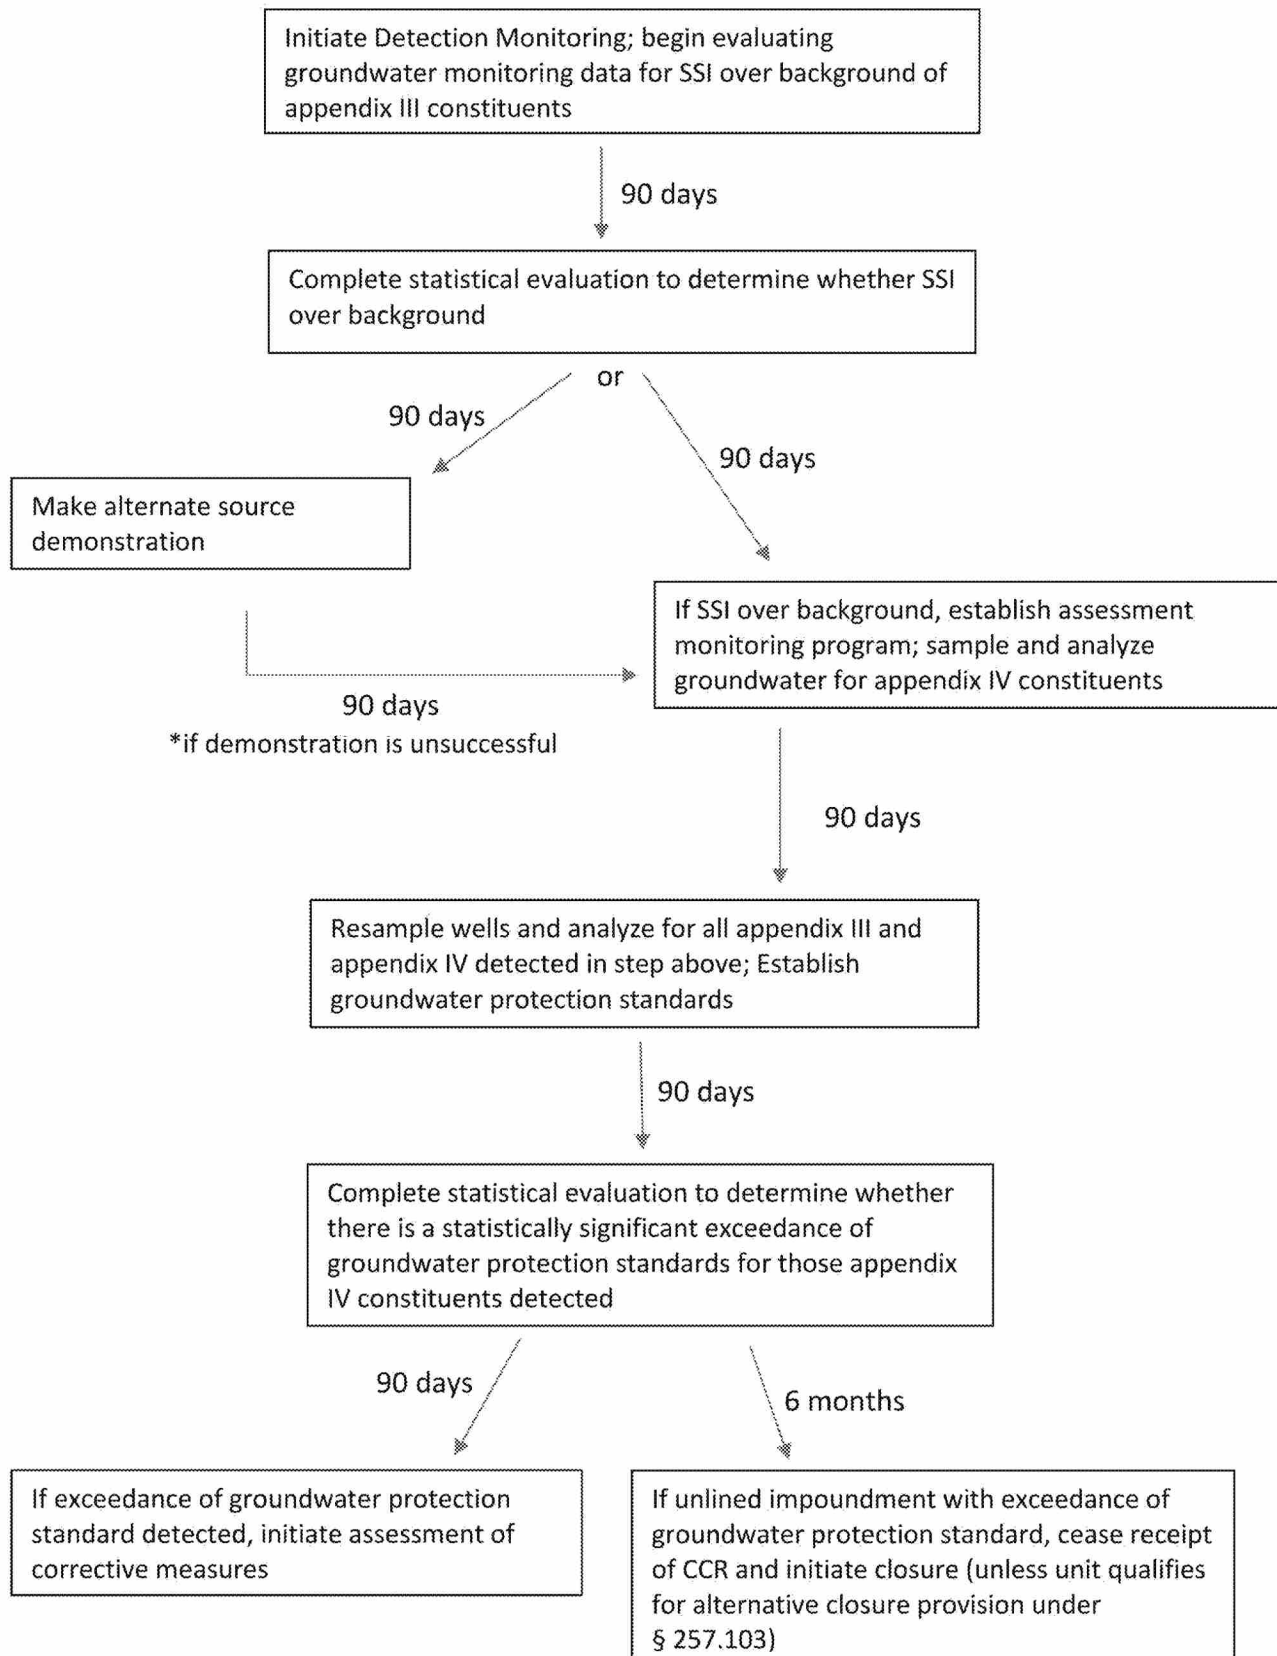 Initiate Detection Monitoring; begin evaluating
groundwater monitoring data for SSI over background of
appendix III constituents
90 days
Complete statistical evaluation to determine whether SSI
over background
or
90 days
90 days
Make alternate source
demonstration
If SSI over background, establish assessment
monitoring program; sample and analyze
groundwater for appendix IV constituents
90 days
*if demonstration is unsuccessful
90 days
Resample wells and analyze for all appendix III and
appendix IV detected in step above; Establish
groundwater protection standards
90 days
Complete statistical evaluation to determine whether
there is a statistically significant exceedance of
groundwater protection standards for those appendix
IV constituents detected
90 days
6 months
If exceedance of groundwater protection
standard detected, initiate assessment of
corrective measures
If unlined impoundment with exceedance of
groundwater protection standard, cease receipt
of CCR and initiate closure (unless unit qualifies
for alternative closure provision under
§ 257.103)